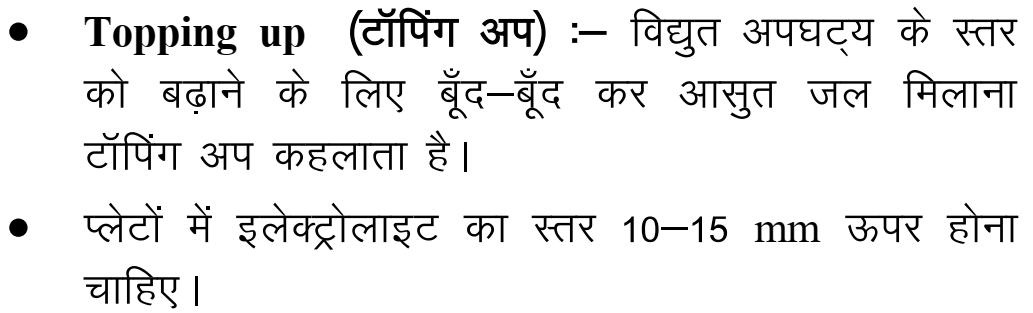 • Topping up (टॉपिंग अप) :– विद्युत अपघट्य के स्तर
को बढ़ाने के लिए बूँद–बूँद कर आसुत जल मिलाना
टॉपिंग अप कहलाता है।
• प्लेटों में इलेक्ट्रोलाइट का स्तर 10–15 mm ऊपर होना
चाहिए।